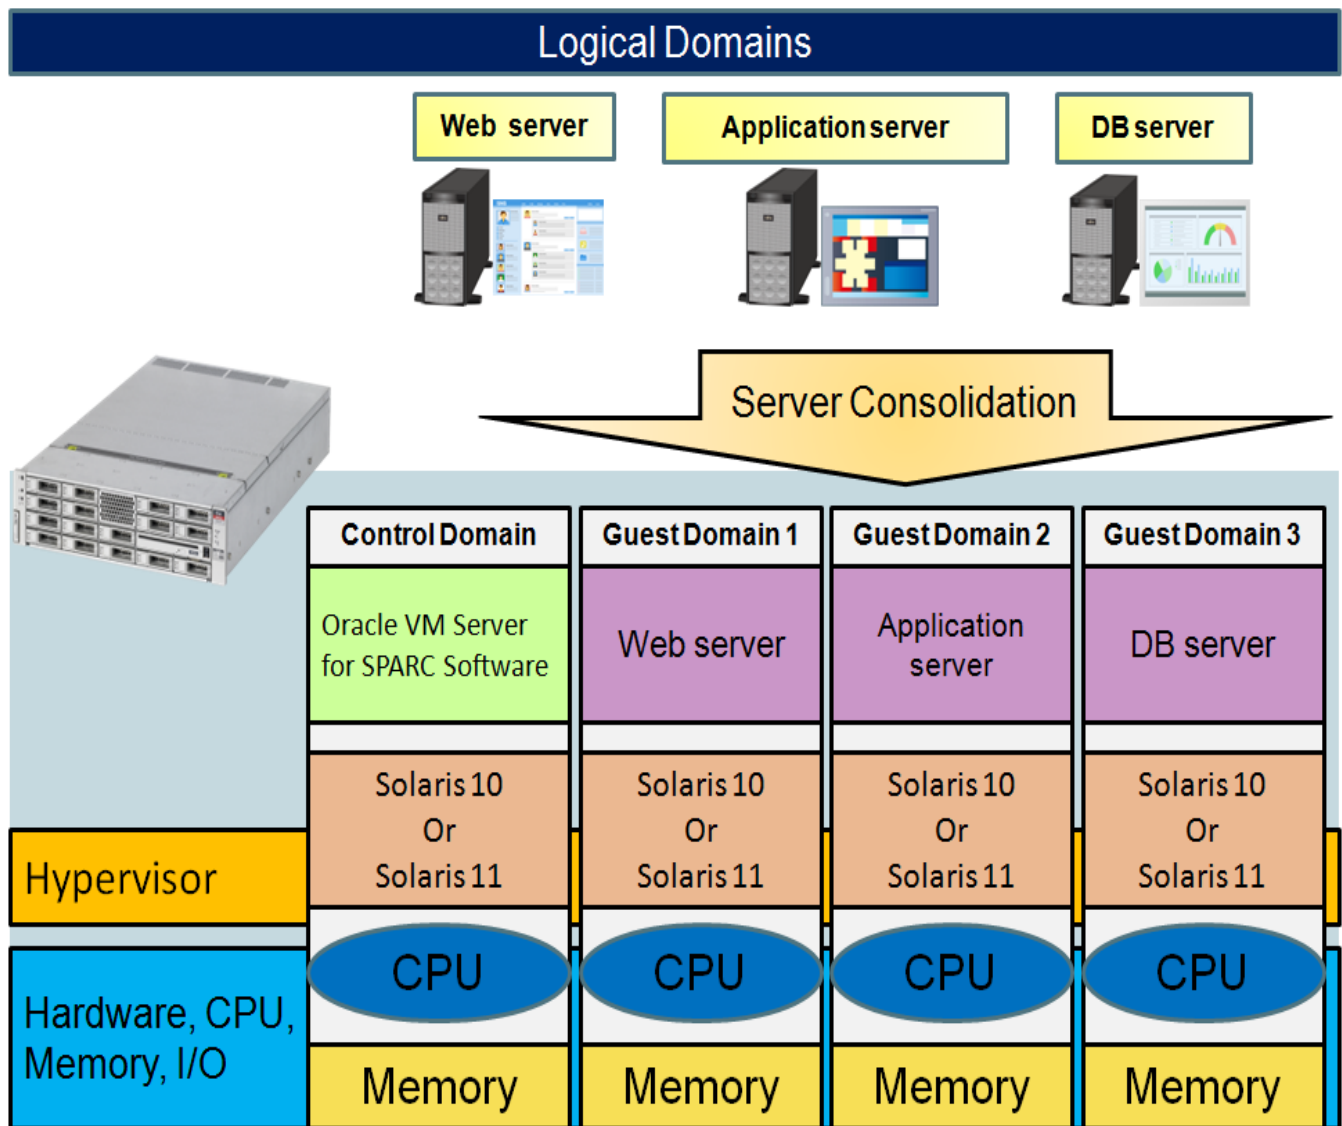 Logical Domains
Web server
Application server
DB server
Server Consolidation
Control Domain
Guest Domain 1
Guest Domain 2
Guest Domain 3
Oracle VM Server
for SPARC Software
Web server
Application
server
DB server
Solaris 10
Or
Solaris 11
Solaris 10
Or
Solaris 11
Solaris 10
Or
Solaris 11
Solaris 10
Or
Solaris 11
Hypervisor
CPU
CPU
CPU
CPU
Hardware, CPU,
Memory, I/O
Memory
Memory
Memory
Memory